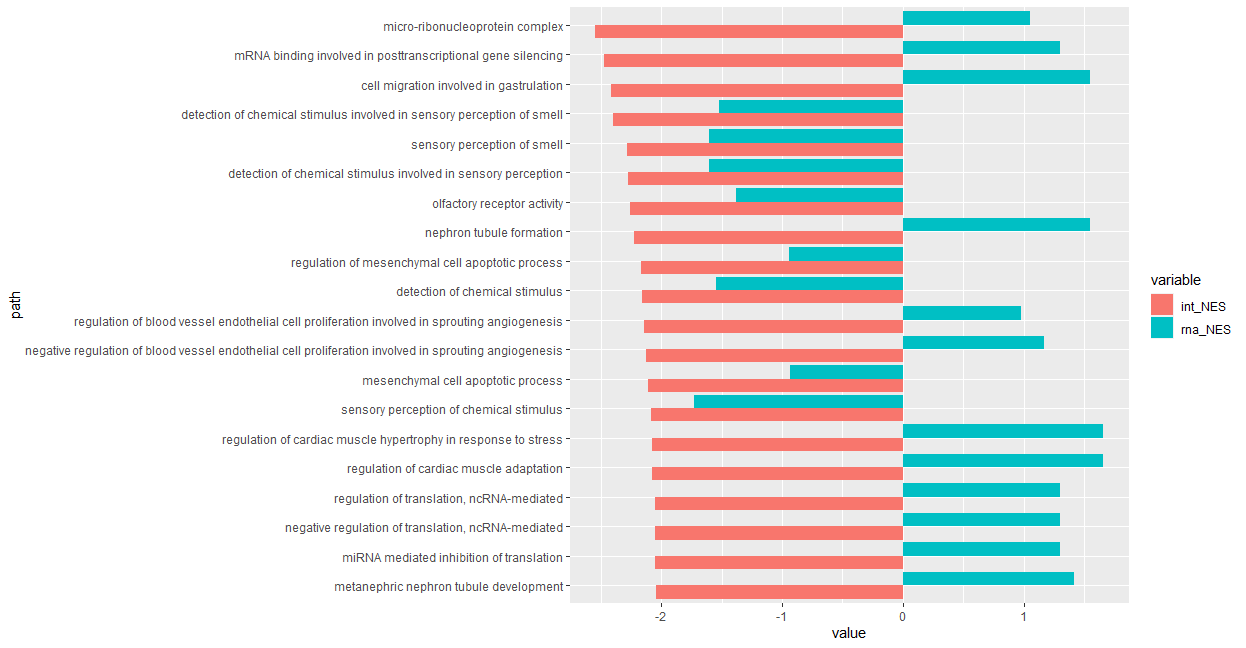 micro-ribonucleoprotein complex
mRNA binding involved in posttranscriptional gene silencing
cell migration involved in gastrulation
detection of chemical stimulus involved in sensory perception of smell
sensory perception of smell
detection of chemical stimulus involved in sensory perception
olfactory receptor activity
nephron tubule formation
regulation of mesenchymal cell apoptotic process
detection of chemical stimulus
regulation of blood vessel endothelial cell proliferation involved in sprouting angiogenesis
negative regulation of blood vessel endothelial cell proliferation involved in sprouting angiogenesis
mesenchymal cell apoptotic process
sensory perception of chemical stimulus
regulation of cardiac muscle hypertrophy in response to stress
regulation of cardiac muscle adaptation
regulation of translation, ncRNA-mediated
negative regulation of translation, ncRNA-mediated
miRNA mediated inhibition of translation
metanephric nephron tubule development
path
-2 -1 0 1
value
variable
int_NES
rna_NES